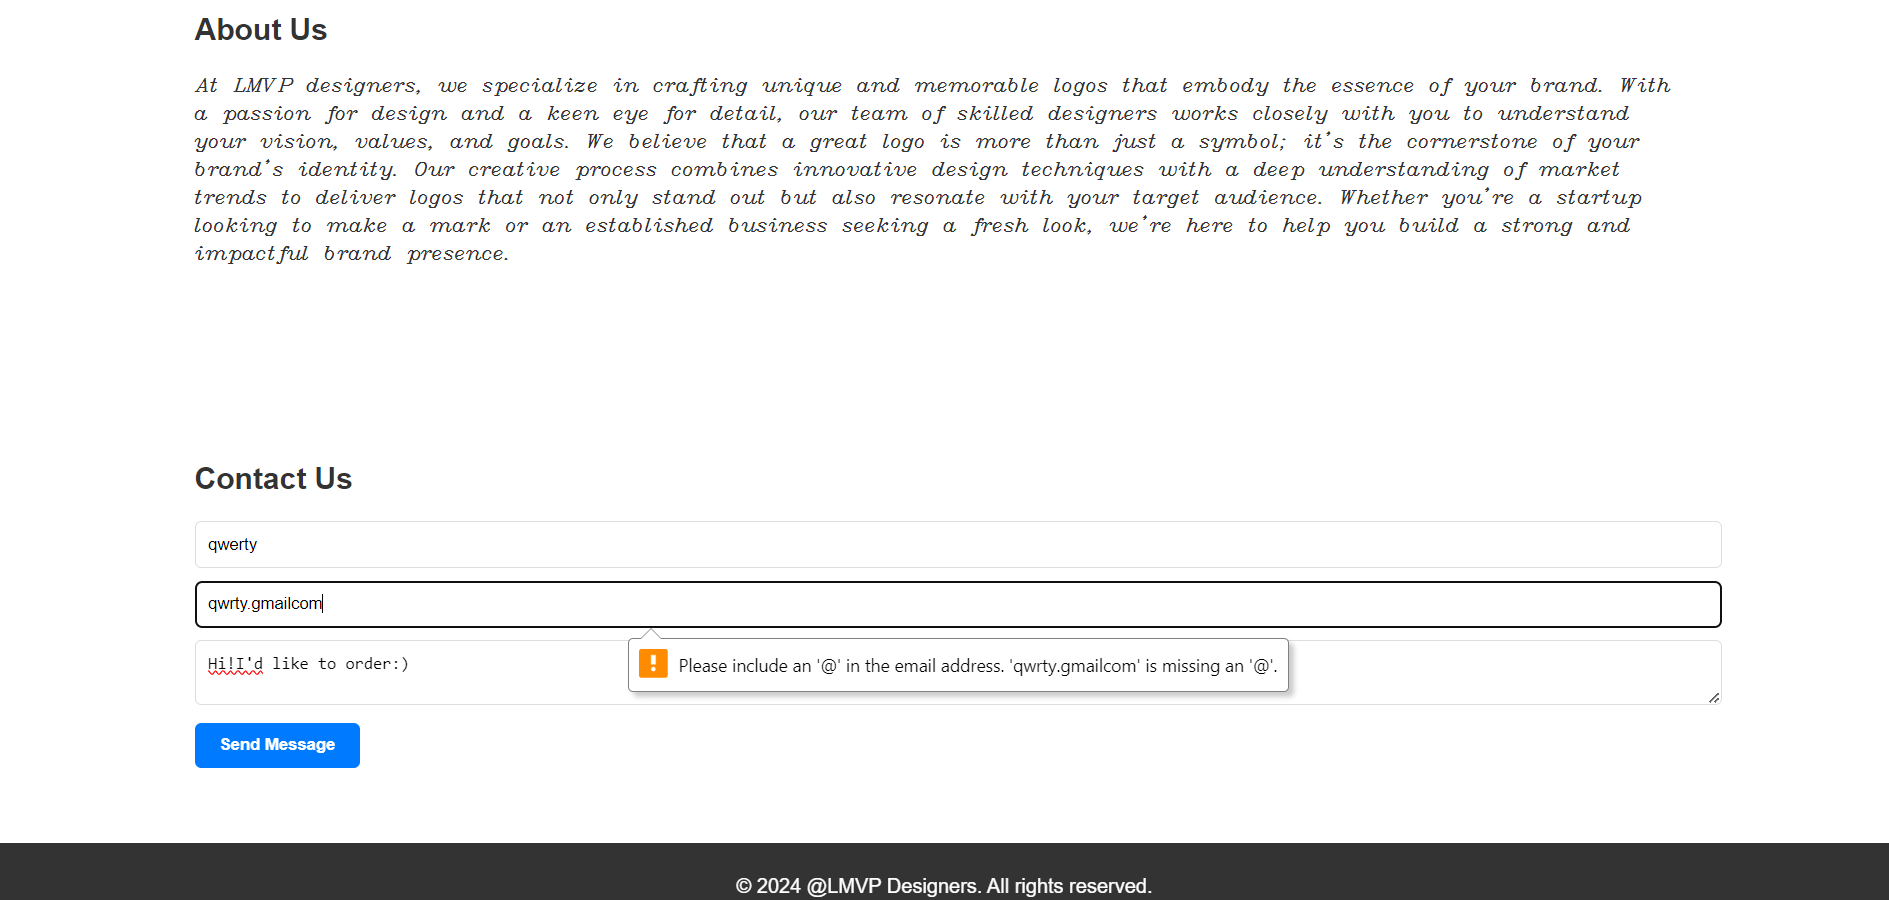 About Us
At LMVP designers, we specialize in crafting unique and memorable logos that embody the essence of your brand. With
a passion for design and a keen eye for detail, our team of skilled designers works closely with you to understand
your vision, values, and goals. We believe that a great logo is more than just a symbol; it's the cornerstone of your
brand's identity. Our creative process combines innovative design techniques with a deep understanding of market
trends to deliver logos that not only stand out but also resonate with your target audience. Whether you're a startup
looking to make a mark or an established business seeking a fresh look, we're here to help you build a strong and
impactful brand presence.
Contact Us
qwerty
qwrty.gmailcom
Hi!I'd like to order:)
Please include an '@' in the email address. 'qwrty.gmailcom' is missing an '@'.
Send Message
© 2024 @LMVP Designers. All rights reserved.